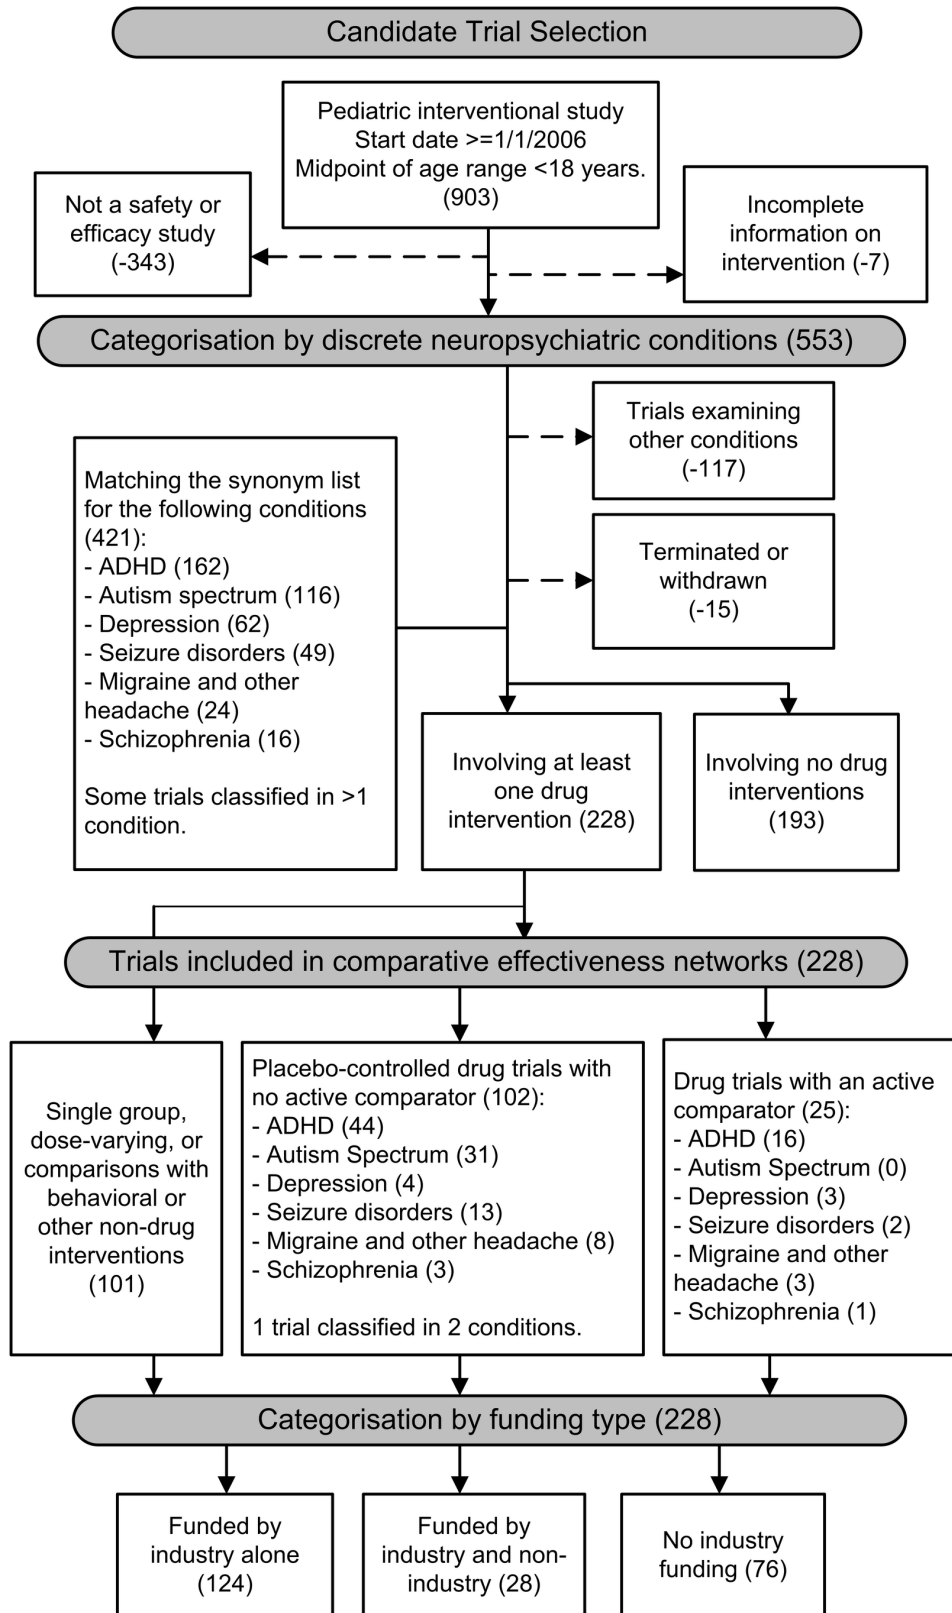 Candidate Trial Selection
Pediatric interventional study
Start date >=1/1/2006
Midpoint of age range <18 years.
(903)
Not a safety or
efficacy study
(-343)
Incomplete
information on
intervention (-7)
Categorisation by discrete neuropsychiatric conditions (553)
Trials examining
other conditions
(-117)
Matching the synonym list
for the following conditions
(421):
- ADHD (162)
- Autism spectrum (116)
- Depression (62)
- Seizure disorders (49)
- Migraine and other
headache (24)
- Schizophrenia (16)
Some trials classified in >1
condition.
Terminated or
withdrawn
(-15)
Involving at least
one drug
intervention (228)
Involving no drug
interventions
(193)
Trials included in comparative effectiveness networks (228)
Single group,
dose-varying, or
comparisons with
behavioral or
other non-drug
interventions
(101)
Placebo-controlled drug trials with
no active comparator (102):
- ADHD (44)
- Autism Spectrum (31)
- Depression (4)
- Seizure disorders (13)
- Migraine and other headache (8)
- Schizophrenia (3)
1 trial classified in 2 conditions.
Drug trials with an active
comparator (25):
- ADHD (16)
- Autism Spectrum (0)
- Depression (3)
- Seizure disorders (2)
- Migraine and other
headache (3)
- Schizophrenia (1)
Categorisation by funding type (228)
Funded by
industry alone
(124)
Funded by
industry and non-
industry (28)
No industry
funding (76)